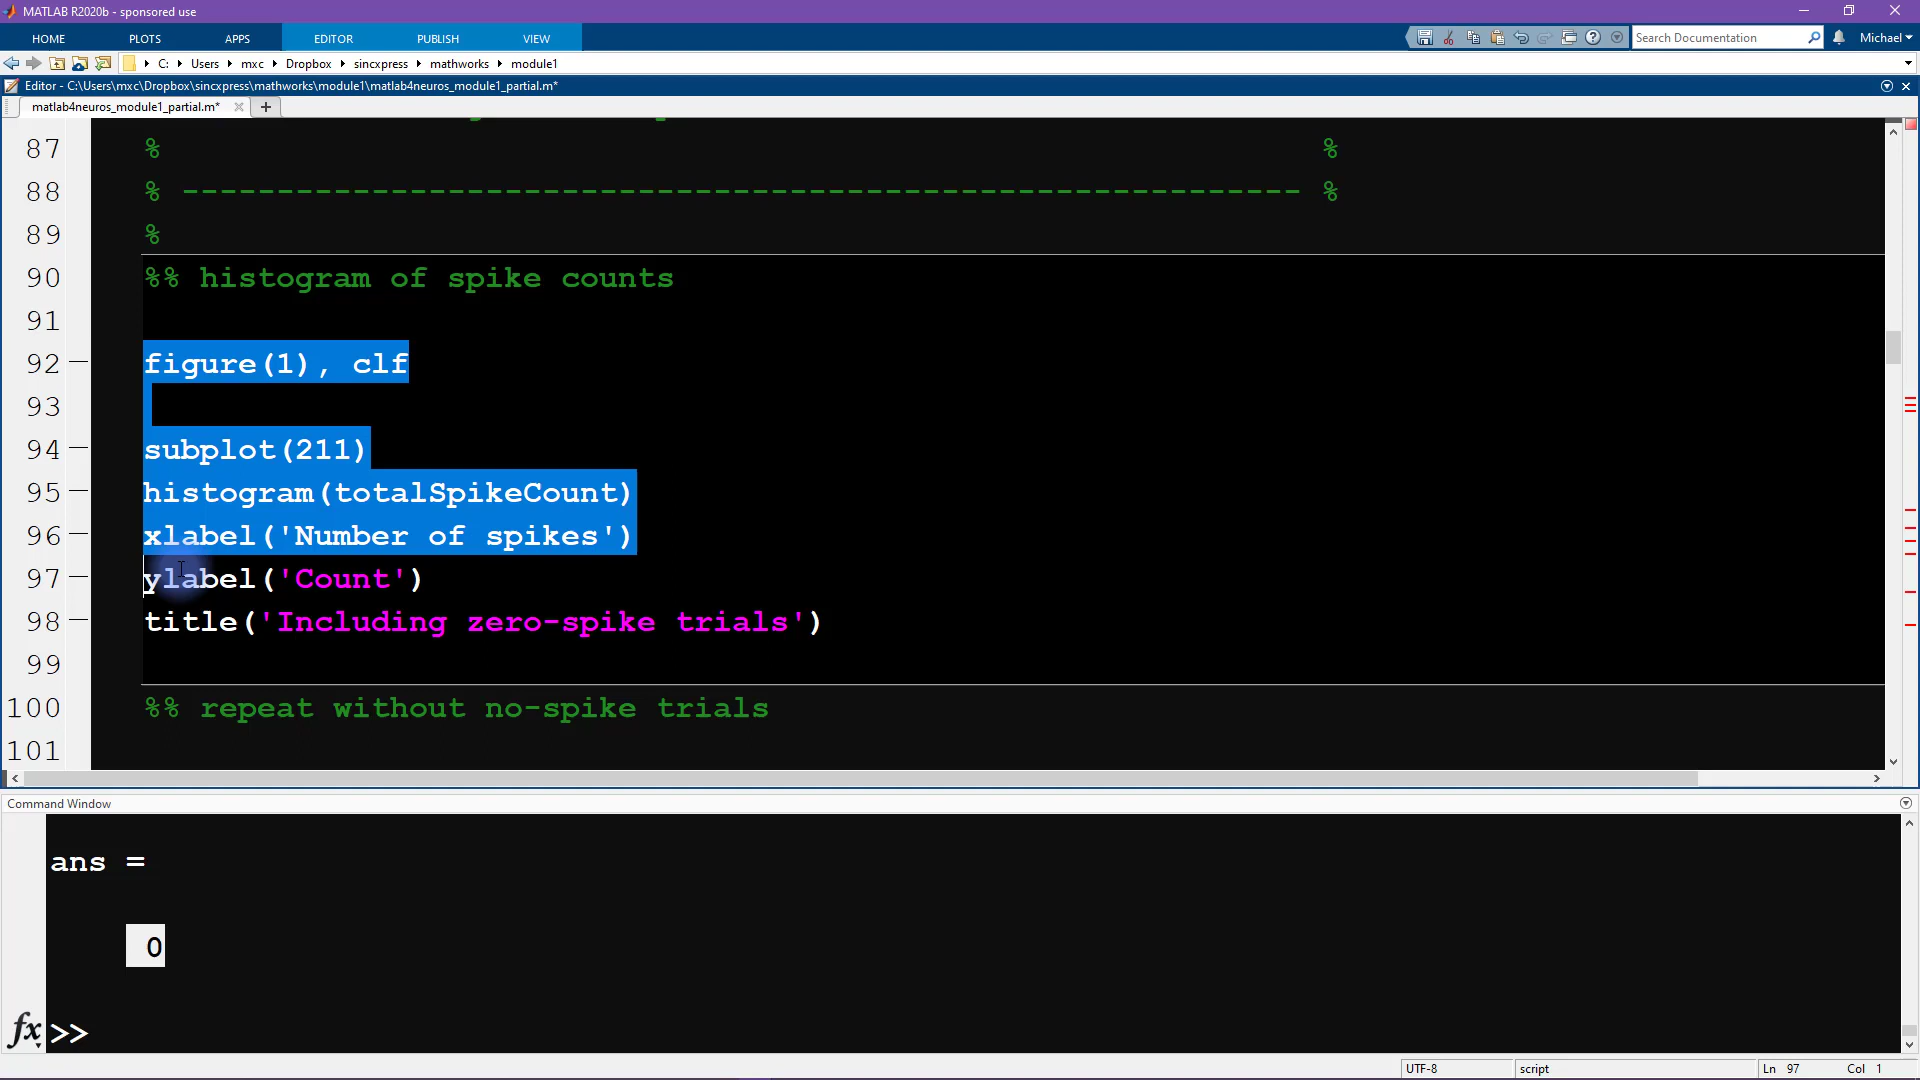 MATLAB R2020b - sponsored use
HOME PLOTS APPS EDITOR PUBLISH VIEW Search Documentation Michael
C: Users mxc Dropbox sincxpress mathworks module1
Editor - C:\Users\mxc\Dropbox\sincxpress\mathworks\module1\matlab4neuros_module1_partial.m*
matlab4neuros_module1_partial.m*
87 % %
88 % ----------------------------------------------------------- %
89 %
90 %% histogram of spike counts
91
92 figure(1), clf
93
94 subplot(211)
95 histogram(totalSpikeCount)
96 xlabel('Number of spikes')
97 ylabel('Count')
98 title('Including zero-spike trials')
99
100 %% repeat without no-spike trials
101
Command Window
ans =
0
fx >>
UTF-8 script Ln 97 Col 1